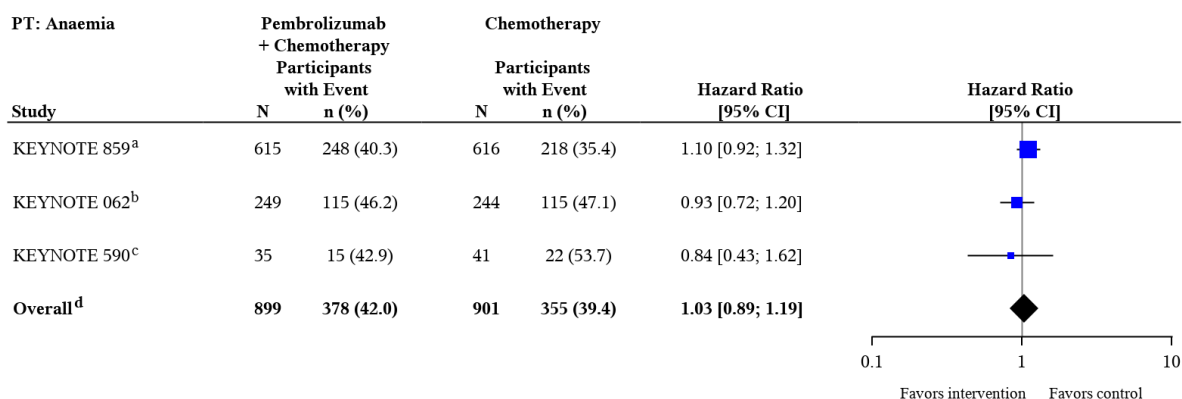 PT: Anaemia Pembrolizumab Chemotherapy
+ Chemotherapy
Participants Participants
with Event with Event Hazard Ratio Hazard Ratio
Study N n (%) N n (%) [95% CI] [95% CI]
KEYNOTE 859a 615 248 (40.3) 616 218 (35.4) 1.10 [0.92; 1.32]
KEYNOTE 062b 249 115 (46.2) 244 115 (47.1) 0.93 [0.72; 1.20]
KEYNOTE 590c 35 15 (42.9) 41 22 (53.7) 0.84 [0.43; 1.62]
Overalld 899 378 (42.0) 901 355 (39.4) 1.03 [0.89; 1.19]
0.1 1 10
Favors intervention Favors control